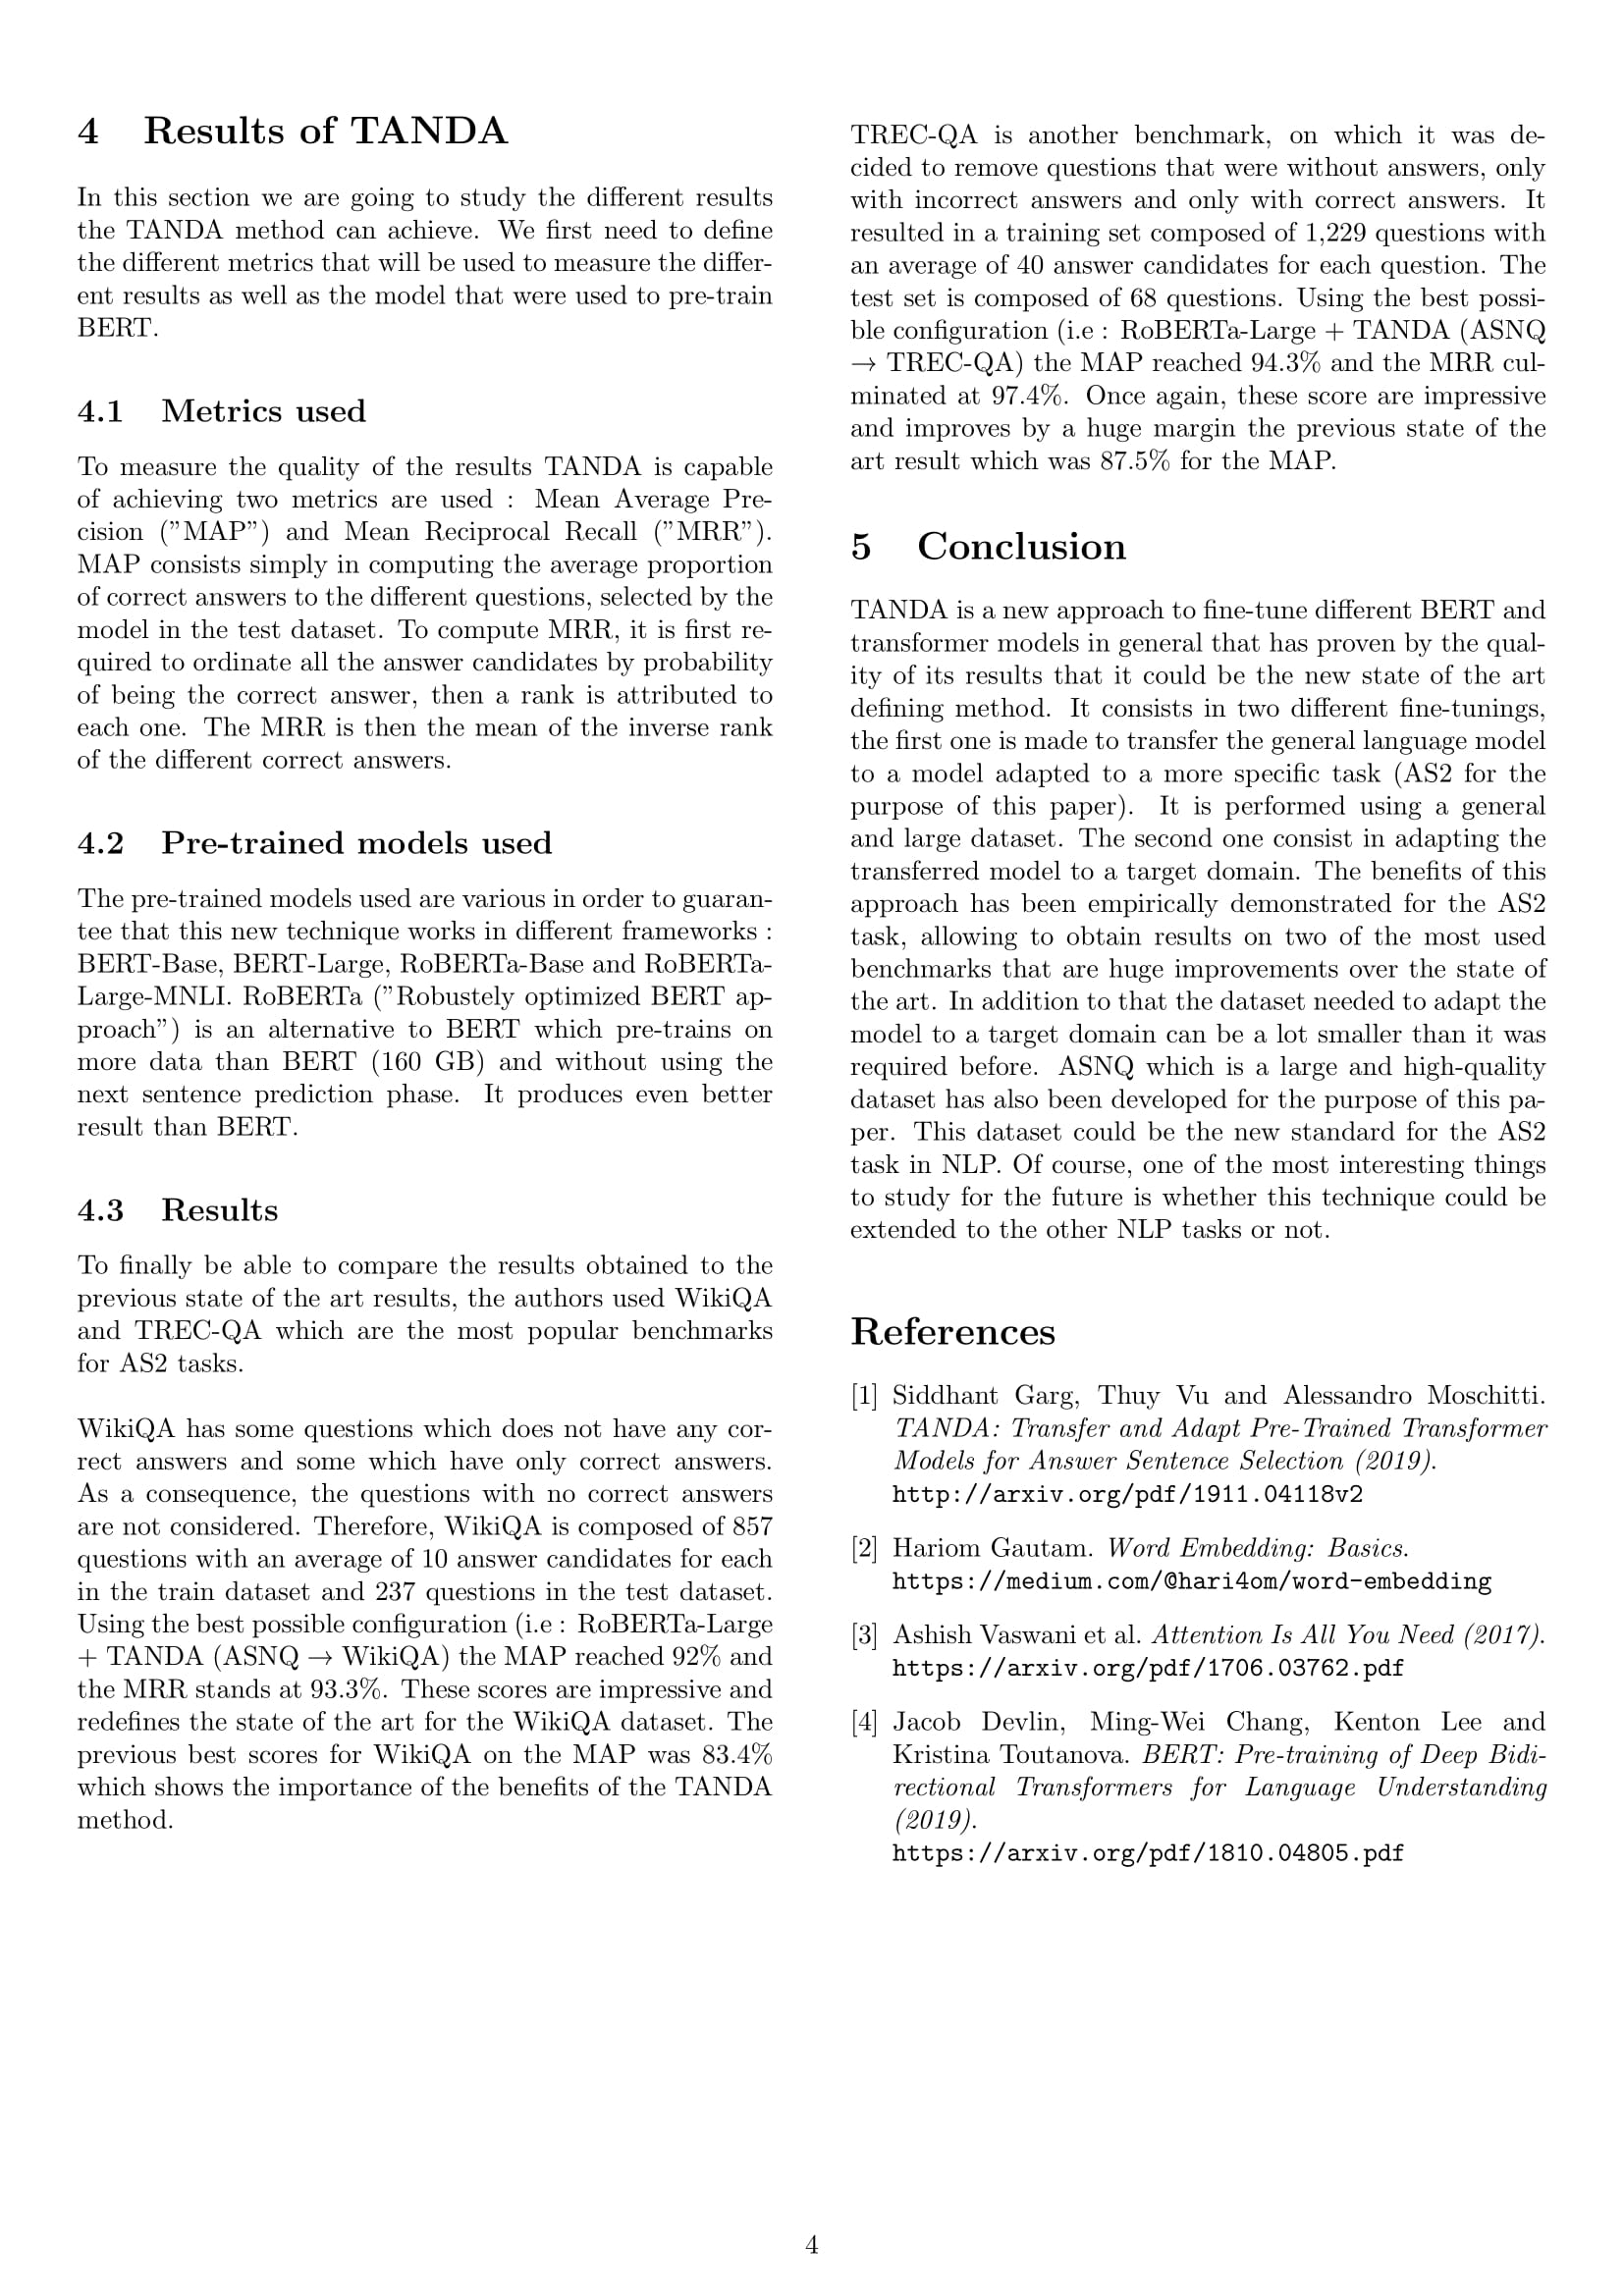 4 Results of TANDA
In this section we are going to study the different results
the TANDA method can achieve. We first need to define
the different metrics that will be used to measure the differ-
ent results as well as the model that were used to pre-train
BERT.
4.1 Metrics used
To measure the quality of the results TANDA is capable
of achieving two metrics are used : Mean Average Pre-
cision (”MAP”) and Mean Reciprocal Recall (”MRR”).
MAP consists simply in computing the average proportion
of correct answers to the different questions, selected by the
model in the test dataset. To compute MRR, it is first re-
quired to ordinate all the answer candidates by probability
of being the correct answer, then a rank is attributed to
each one. The MRR is then the mean of the inverse rank
of the different correct answers.
4.2 Pre-trained models used
The pre-trained models used are various in order to guaran-
tee that this new technique works in different frameworks :
BERT-Base, BERT-Large, RoBERTa-Base and RoBERTa-
Large-MNLI. RoBERTa (”Robustely optimized BERT ap-
proach”) is an alternative to BERT which pre-trains on
more data than BERT (160 GB) and without using the
next sentence prediction phase. It produces even better
result than BERT.
4.3 Results
To finally be able to compare the results obtained to the
previous state of the art results, the authors used WikiQA
and TREC-QA which are the most popular benchmarks
for AS2 tasks.
WikiQA has some questions which does not have any cor-
rect answers and some which have only correct answers.
As a consequence, the questions with no correct answers
are not considered. Therefore, WikiQA is composed of 857
questions with an average of 10 answer candidates for each
in the train dataset and 237 questions in the test dataset.
Using the best possible configuration (i.e : RoBERTa-Large
+ TANDA (ASNQ → WikiQA) the MAP reached 92% and
the MRR stands at 93.3%. These scores are impressive and
redefines the state of the art for the WikiQA dataset. The
previous best scores for WikiQA on the MAP was 83.4%
which shows the importance of the benefits of the TANDA
method.
TREC-QA is another benchmark, on which it was de-
cided to remove questions that were without answers, only
with incorrect answers and only with correct answers. It
resulted in a training set composed of 1,229 questions with
an average of 40 answer candidates for each question. The
test set is composed of 68 questions. Using the best possi-
ble configuration (i.e : RoBERTa-Large + TANDA (ASNQ
→ TREC-QA) the MAP reached 94.3% and the MRR cul-
minated at 97.4%. Once again, these score are impressive
and improves by a huge margin the previous state of the
art result which was 87.5% for the MAP.
5 Conclusion
TANDA is a new approach to fine-tune different BERT and
transformer models in general that has proven by the qual-
ity of its results that it could be the new state of the art
defining method. It consists in two different fine-tunings,
the first one is made to transfer the general language model
to a model adapted to a more specific task (AS2 for the
purpose of this paper). It is performed using a general
and large dataset. The second one consist in adapting the
transferred model to a target domain. The benefits of this
approach has been empirically demonstrated for the AS2
task, allowing to obtain results on two of the most used
benchmarks that are huge improvements over the state of
the art. In addition to that the dataset needed to adapt the
model to a target domain can be a lot smaller than it was
required before. ASNQ which is a large and high-quality
dataset has also been developed for the purpose of this pa-
per. This dataset could be the new standard for the AS2
task in NLP. Of course, one of the most interesting things
to study for the future is whether this technique could be
extended to the other NLP tasks or not.
References
[1] Siddhant Garg, Thuy Vu and Alessandro Moschitti.
TANDA: Transfer and Adapt Pre-Trained Transformer
Models for Answer Sentence Selection (2019).
http://arxiv.org/pdf/1911.04118v2
[2] Hariom Gautam. Word Embedding: Basics.
https://medium.com/@hari4om/word-embedding
[3] Ashish Vaswani et al. Attention Is All You Need (2017).
https://arxiv.org/pdf/1706.03762.pdf
[4] Jacob Devlin, Ming-Wei Chang, Kenton Lee and
Kristina Toutanova. BERT: Pre-training of Deep Bidi-
rectional Transformers for Language Understanding
(2019).
https://arxiv.org/pdf/1810.04805.pdf
4